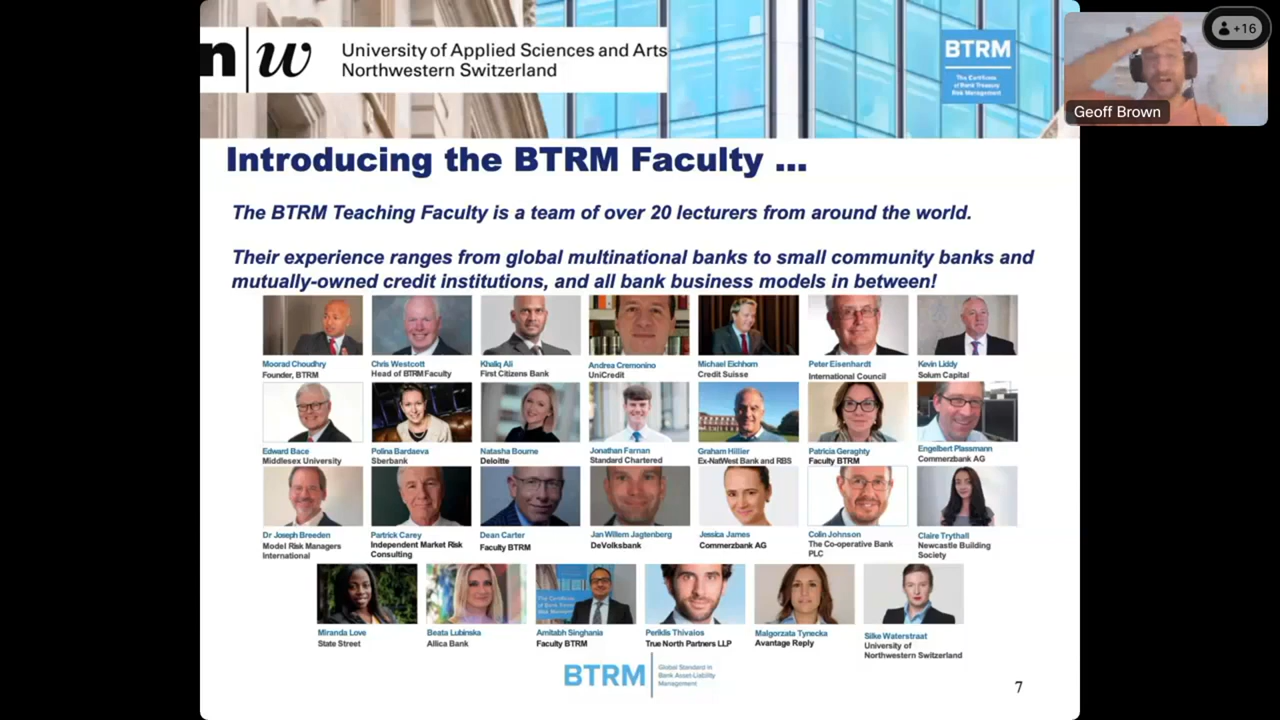 n w
University of Applied Sciences and Arts
Northwestern Switzerland
BTRM
The Certificate
of Bank Treasury
Risk Management
+16
Geoff Brown
Introducing the BTRM Faculty ...
The BTRM Teaching Faculty is a team of over 20 lecturers from around the world.
Their experience ranges from global multinational banks to small community banks and
mutually-owned credit institutions, and all bank business models in between!
Moorad Choudhry
Founder, BTRM
Chris Westcott
Head of BTRM Faculty
Khaliq Ali
First Citizens Bank
Andrea Cremonino
UniCredit
Michael Eichhorn
Credit Suisse
Peter Eisenhardt
International Council
Kevin Liddy
Solum Capital
Edward Bace
Middlesex University
Polina Bardaeva
Sberbank
Natasha Bourne
Deloitte
Jonathan Farnan
Standard Chartered
Graham Hillier
Ex-NatWest Bank and RBS
Patricia Geraghty
Faculty BTRM
Engelbert Plassmann
Commerzbank AG
Dr Joseph Breeden
Model Risk Managers
International
Partrick Carey
Independent Market Risk
Consulting
Dean Carter
Faculty BTRM
Jan Willem Jagtenberg
DeVolksbank
Jessica James
Commerzbank AG
Colin Johnson
The Co-operative Bank
PLC
Claire Trythall
Newcastle Building
Society
Miranda Love
State Street
Beata Lubinska
Allica Bank
Amitabh Singhania
Faculty BTRM
Periklis Thivaios
True North Partners LLP
Malgorzata Tynecka
Avantage Reply
Silke Waterstraat
University of
Northwestern Switzerland
BTRM
Global Standard in
Bank Asset-Liability
Management
7